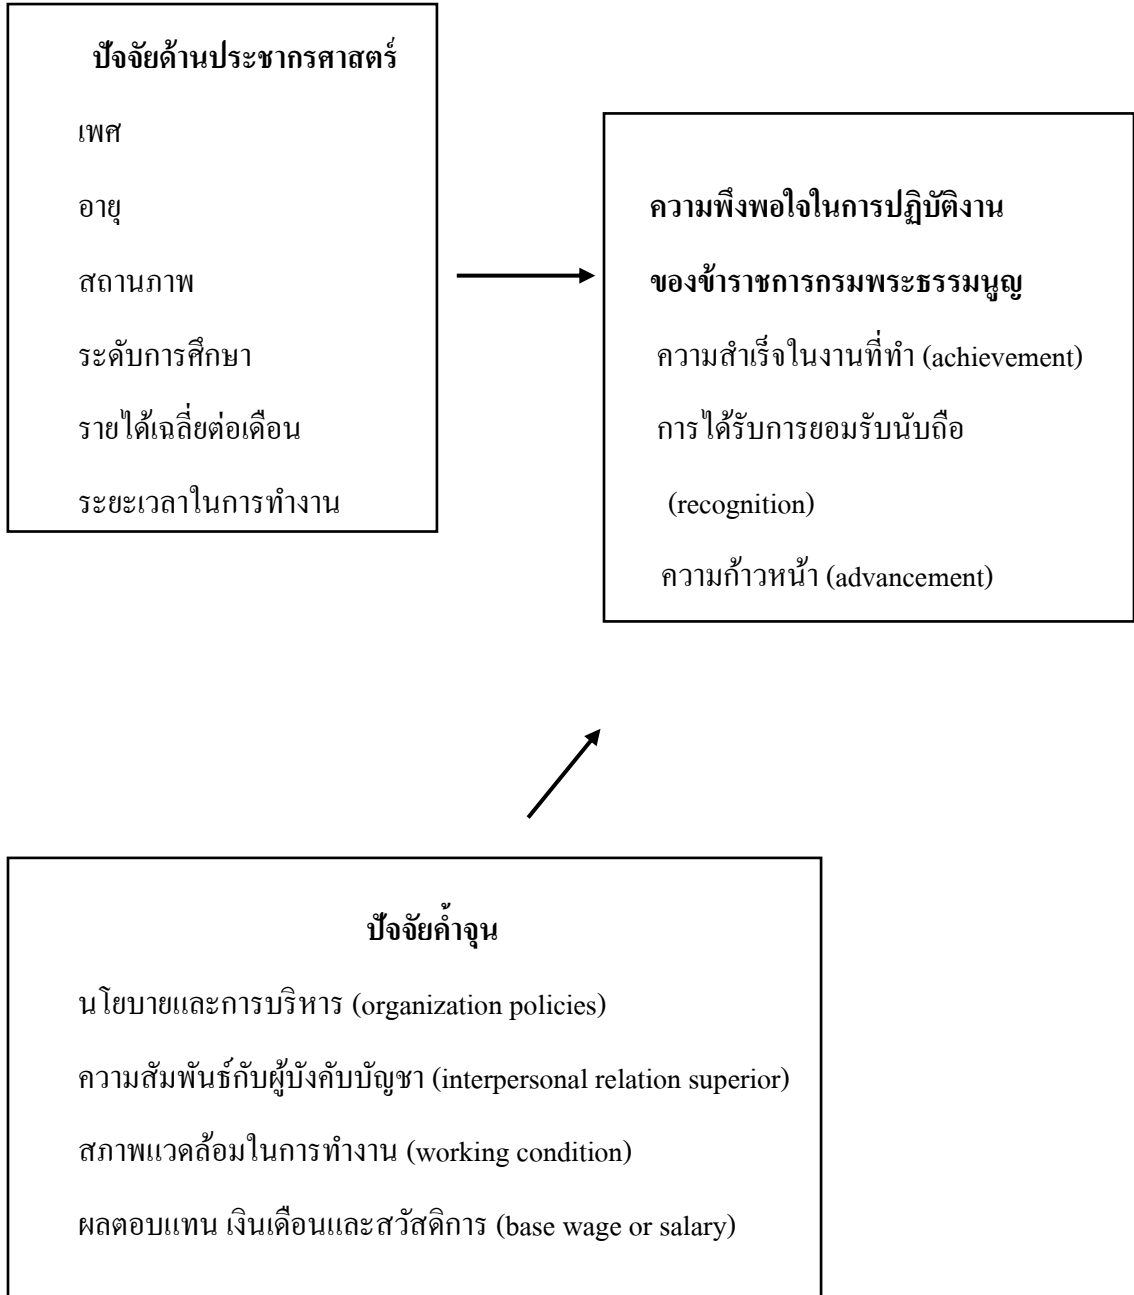 ปัจจัยด้านประชากรศาสตร์
เพศ
อายุ
สถานภาพ
ระดับการศึกษา
รายได้เฉลี่ยต่อเดือน
ระยะเวลาในการทำงาน
ความพึงพอใจในการปฏิบัติงาน
ของข้าราชการกรมพระธรรมนูญ
ความสำเร็จในงานที่ทำ (achievement)
การได้รับการยอมรับนับถือ
(recognition)
ความก้าวหน้า (advancement)
ปัจจัยค้ำจุน
นโยบายและการบริหาร (organization policies)
ความสัมพันธ์กับผู้บังคับบัญชา (interpersonal relation superior)
สภาพแวดล้อมในการทำงาน (working condition)
ผลตอบแทน เงินเดือนและสวัสดิการ (base wage or salary)